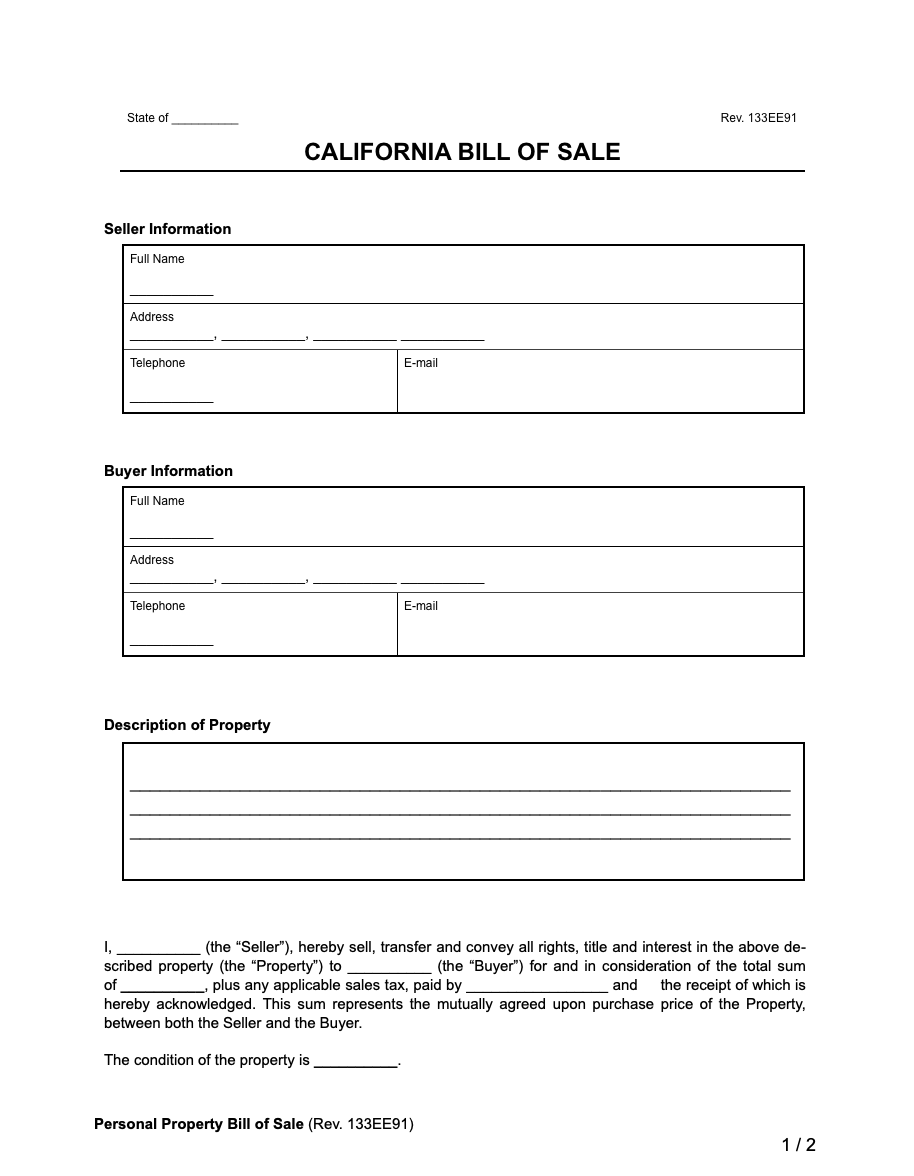 State of __________ Rev. 133EE91
CALIFORNIA BILL OF SALE
Seller Information
Full Name
____________
Address
____________, ____________, ____________ ____________
Telephone E-mail
____________
Buyer Information
Full Name
____________
Address
____________, ____________, ____________ ____________
Telephone E-mail
____________
Description of Property
________________________________________________________________________________
________________________________________________________________________________
________________________________________________________________________________
I, __________ (the “Seller”), hereby sell, transfer and convey all rights, title and interest in the above de-
scribed property (the “Property”) to __________ (the “Buyer”) for and in consideration of the total sum
of __________, plus any applicable sales tax, paid by _________________ and the receipt of which is
hereby acknowledged. This sum represents the mutually agreed upon purchase price of the Property,
between both the Seller and the Buyer.
The condition of the property is __________.
Personal Property Bill of Sale (Rev. 133EE91)
1 / 2